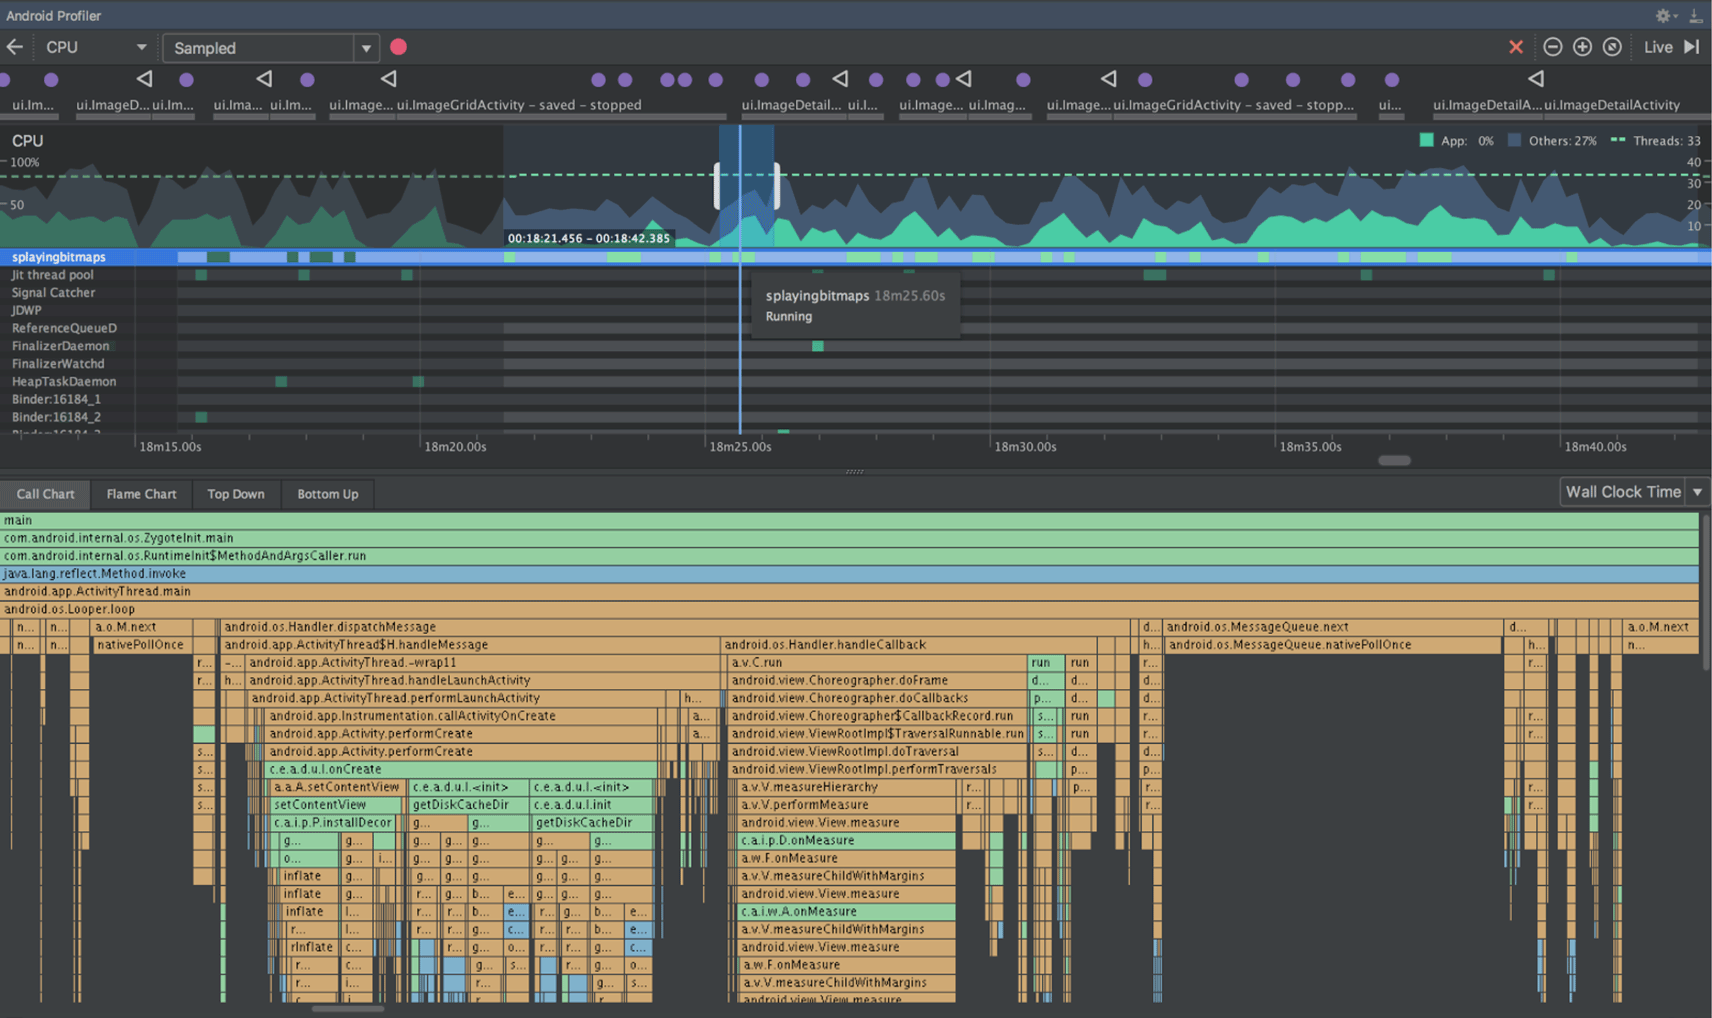 Android Profiler
CPU Sampled Live
ui.Im... ui.ImageD... ui.Im... ui.Ima... ui.Im... ui.Image... ui.ImageGridActivity – saved – stopped ui.ImageDetail... ui.I... ui.Image... ui.Imag... ui.Image... ui.ImageGridActivity – saved – stopp... ui... ui.ImageDetailA... ui.ImageDetailActivity
CPU App: 0% Others: 27% Threads: 33
100% 40
30
50 20
10
00:18:21.456 – 00:18:42.385
splayingbitmaps
Jit thread pool
Signal Catcher
splayingbitmaps 18m25.60s
JDWP
Running
ReferenceQueueD
FinalizerDaemon
FinalizerWatchd
HeapTaskDaemon
Binder:16184_1
Binder:16184_2
18m15.00s 18m20.00s 18m25.00s 18m30.00s 18m35.00s 18m40.00s
Call Chart Flame Chart Top Down Bottom Up Wall Clock Time
main
com.android.internal.os.ZygoteInit.main
com.android.internal.os.RuntimeInit$MethodAndArgsCaller.run
java.lang.reflect.Method.invoke
android.app.ActivityThread.main
android.os.Looper.loop
n... n... a.o.M.next android.os.Handler.dispatchMessage d... android.os.MessageQueue.next d... a.o.M.next
n... n... nativePollOnce android.app.ActivityThread$H.handleMessage android.os.Handler.handleCallback h... android.os.MessageQueue.nativePollOnce h... n...
r... –... android.app.ActivityThread.-wrap11 a.v.C.run run run r... r...
r... h... android.app.ActivityThread.handleLaunchActivity android.view.Choreographer.doFrame d... d... d... d...
android.app.ActivityThread.performLaunchActivity h... android.view.Choreographer.doCallbacks p... d... d...
android.app.Instrumentation.callActivityOnCreate a... android.view.Choreographer$CallbackRecord.run s... run r... r...
android.app.Activity.performCreate a... android.view.ViewRootImpl$TraversalRunnable.run s... run r...
s... android.app.Activity.performCreate android.view.ViewRootImpl.doTraversal s... d... d...
s... c.e.a.d.u.I.onCreate android.view.ViewRootImpl.performTraversals p... p...
s... a.a.A.setContentView c.e.a.d.u.I.<init> c.e.a.d.u.I.<init> a.v.V.measureHierarchy r... p... r... r...
s... setContentView getDiskCacheDir c.e.a.d.u.I.init a.v.V.performMeasure r... r...
c.a.i.p.P.installDecor g... g... getDiskCacheDir android.view.View.measure
g... g... g... g... g... g... g... c.a.i.p.D.onMeasure
o... g... i... g... g... g... g... g... g... a.w.F.onMeasure
inflate g... g... g... g... g... g... g... a.v.V.measureChildWithMargins
inflate g... r... g... b... e... g... g... g... android.view.View.measure
inflate l... r... r... b... e... r... g... b... e... c.a.i.w.A.onMeasure
r... l... r... r... g... c... r... r... b... e... a.v.V.measureChildWithMargins
rInflate c... r... g... o... r... r... g... c... android.view.View.measure
r... c... g... s... r... g... o... a.w.F.onMeasure
r... i... r... g... s... a.v.V.measureChildWithMargins
android.view.View.measure